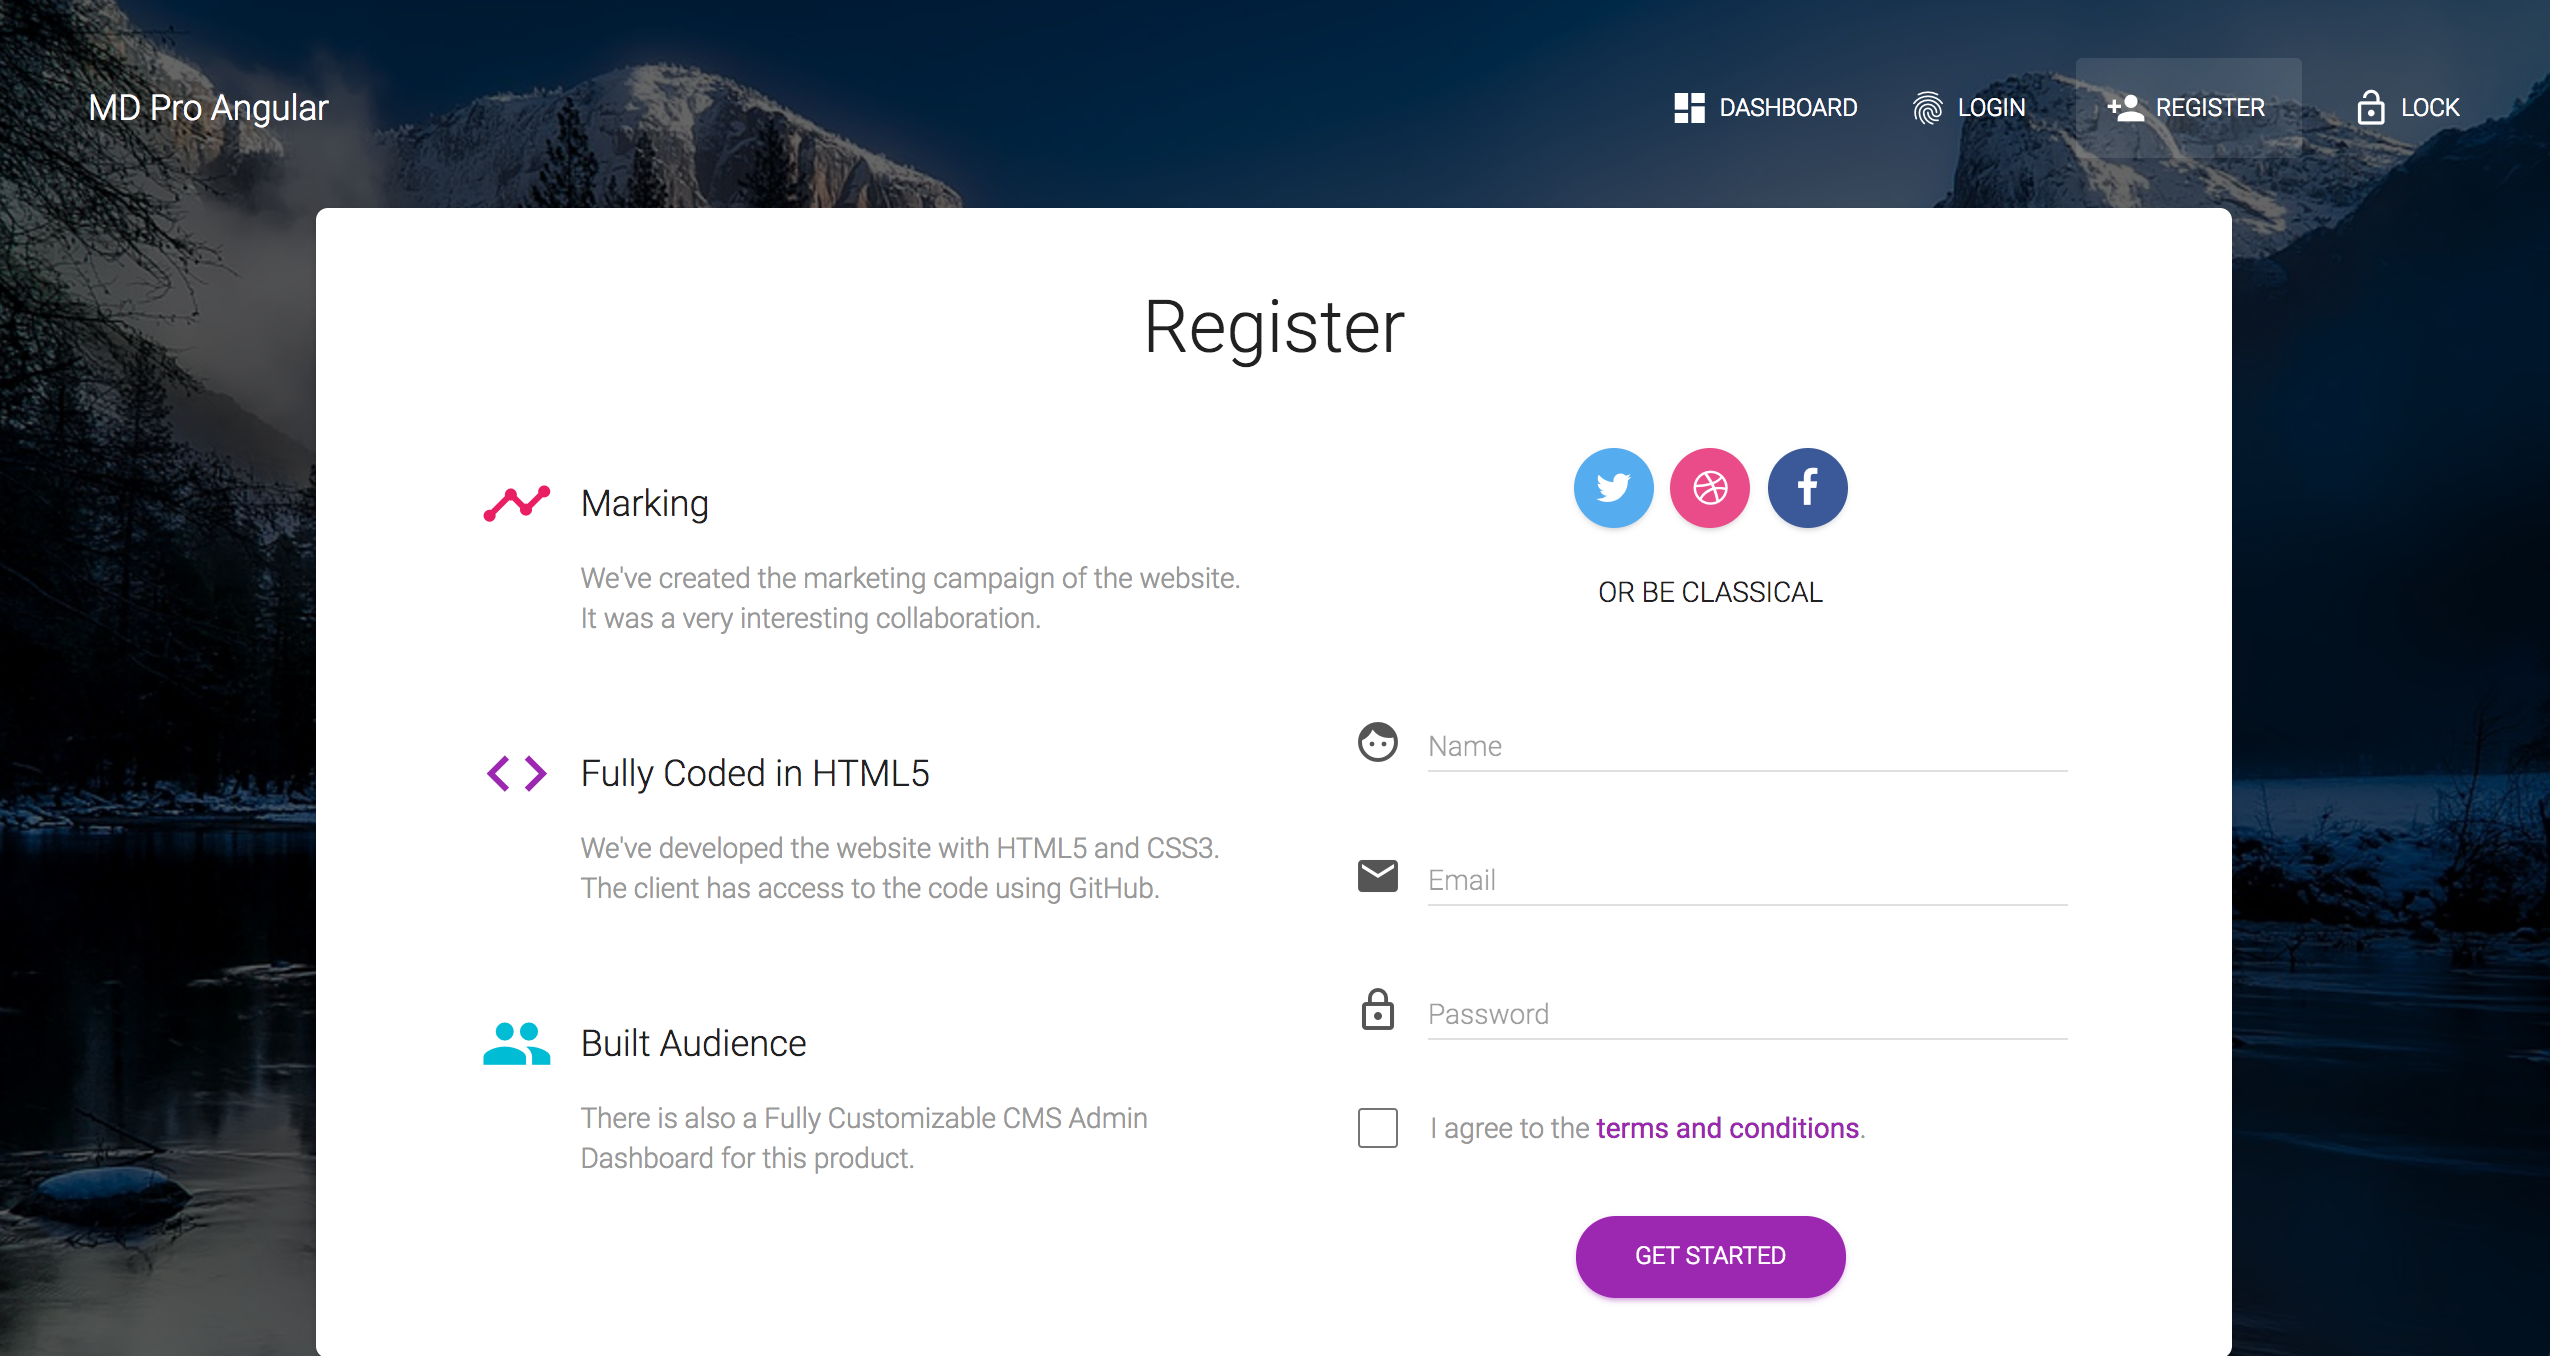 MD Pro Angular
DASHBOARD
LOGIN
REGISTER
LOCK
Register
Marking
We've created the marketing campaign of the website.
It was a very interesting collaboration.
Fully Coded in HTML5
We've developed the website with HTML5 and CSS3.
The client has access to the code using GitHub.
Built Audience
There is also a Fully Customizable CMS Admin
Dashboard for this product.
OR BE CLASSICAL
Name
Email
Password
I agree to the terms and conditions.
GET STARTED